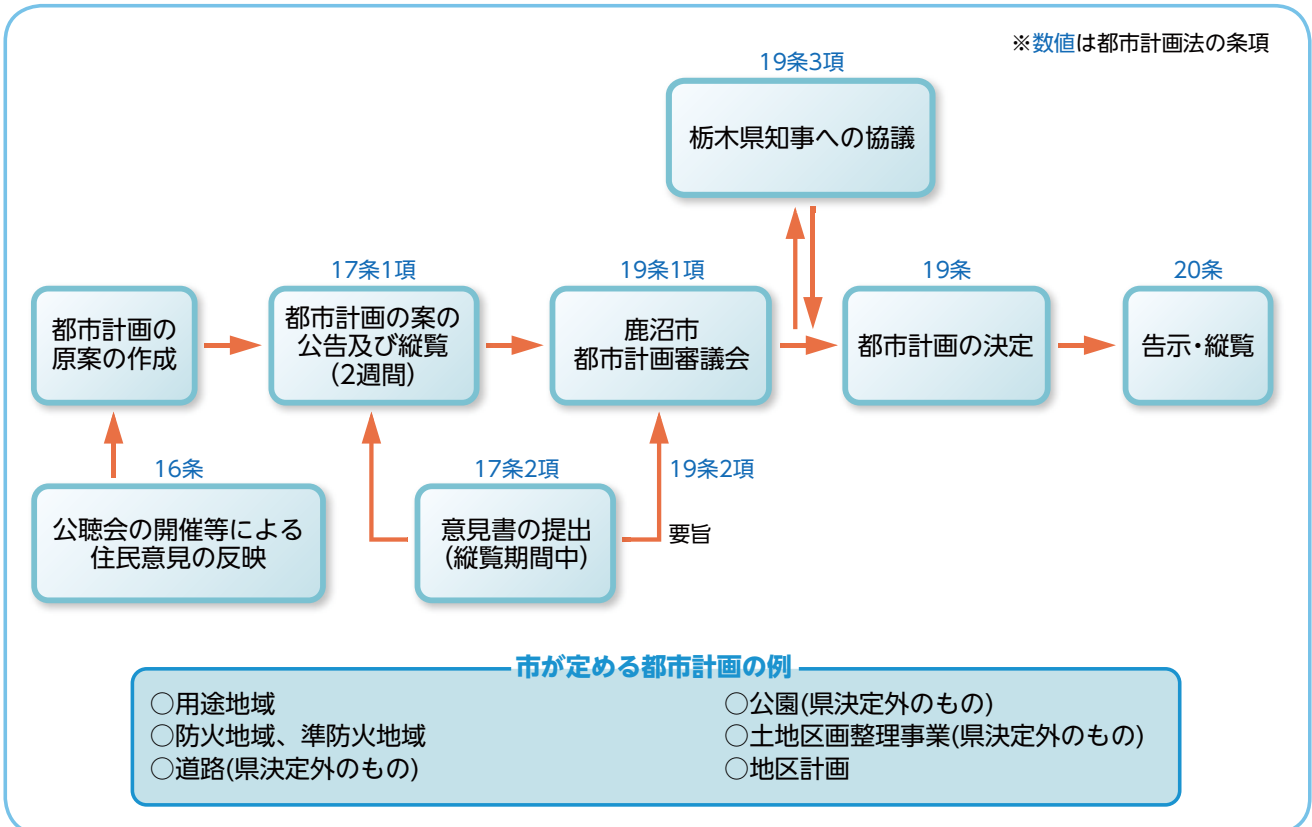 ※数値は都市計画法の条項
19条3項
栃木県知事への協議
都市計画の
原案の作成
17条1項
都市計画の案の
公告及び縦覧
(2週間)
19条1項
鹿沼市
都市計画審議会
19条
都市計画の決定
20条
告示・縦覧
16条
公聴会の開催等による
住民意見の反映
17条2項
意見書の提出
(縦覧期間中)
19条2項
要旨
市が定める都市計画の例
○用途地域
○防火地域、準防火地域
○道路(県決定外のもの)
○公園(県決定外のもの)
○土地区画整理事業(県決定外のもの)
○地区計画